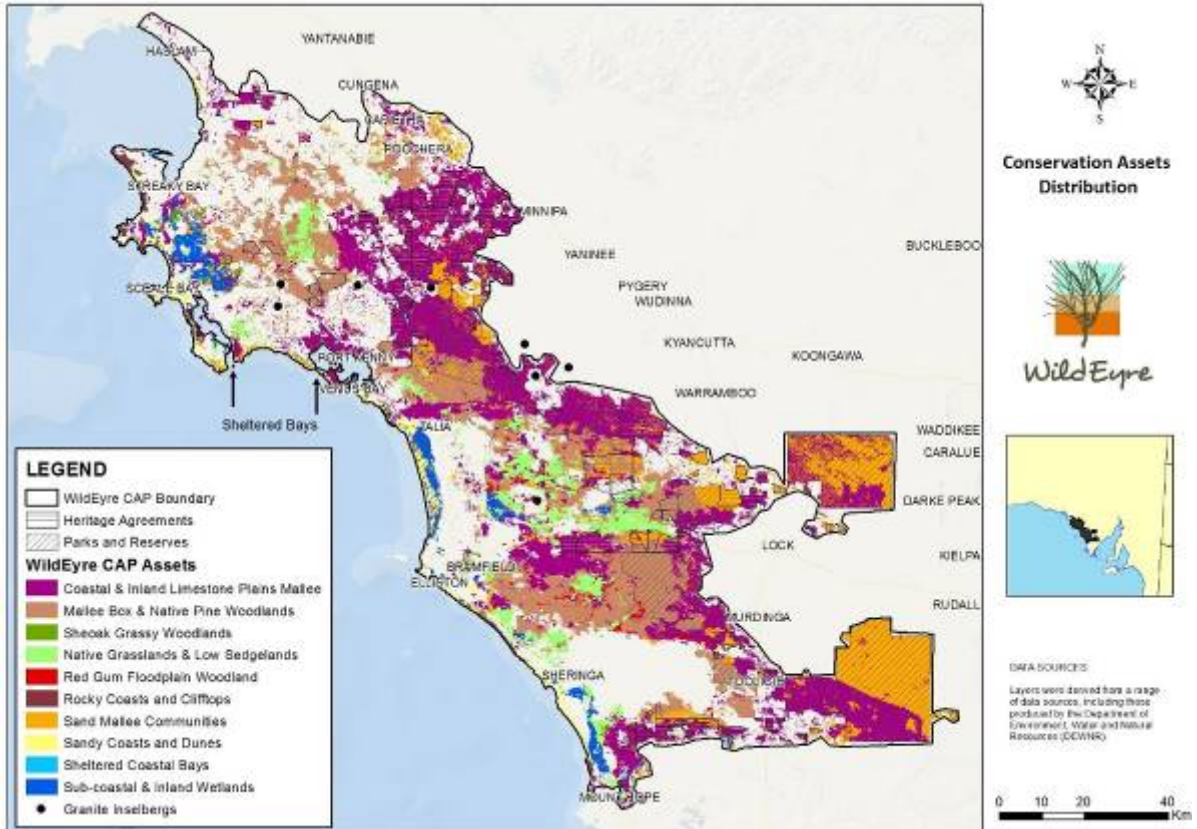 YANTANABIE
HASLAM
CUNGENA
CAPIETHA
POOCHERA
STREAKY BAY
MINNIPA
BUCKLEBOO
YANINEE
SCEALE BAY
PYGERY
WUDINNA
KYANCUTTA
KOONGAWA
PORT KENNY
VENUS BAY
WARRAMBOO
Sheltered Bays
TALIA
WADDIKEE
CARALUE
DARKE PEAK
LOCK
KIELPA
BRAMFIELD
ELLISTON
RUDALL
MURDINGA
SHERINGA
MOUNT HOPE
LEGEND
WildEyre CAP Boundary
Heritage Agreements
Parks and Reserves
WildEyre CAP Assets
Coastal & Inland Limestone Plains Mallee
Mallee Box & Native Pine Woodlands
Sheoak Grassy Woodlands
Native Grasslands & Low Sedgelands
Red Gum Floodplain Woodland
Rocky Coasts and Clifftops
Sand Mallee Communities
Sandy Coasts and Dunes
Sheltered Coastal Bays
Sub-coastal & Inland Wetlands
Granite Inselbergs
N
W E
S
Conservation Assets
Distribution
WildEyre
DATA SOURCES
Layers were derived from a range
of data sources, including those
produced by the Department of
Environment, Water and Natural
Resources (DEWNR)
0 10 20 40
Km